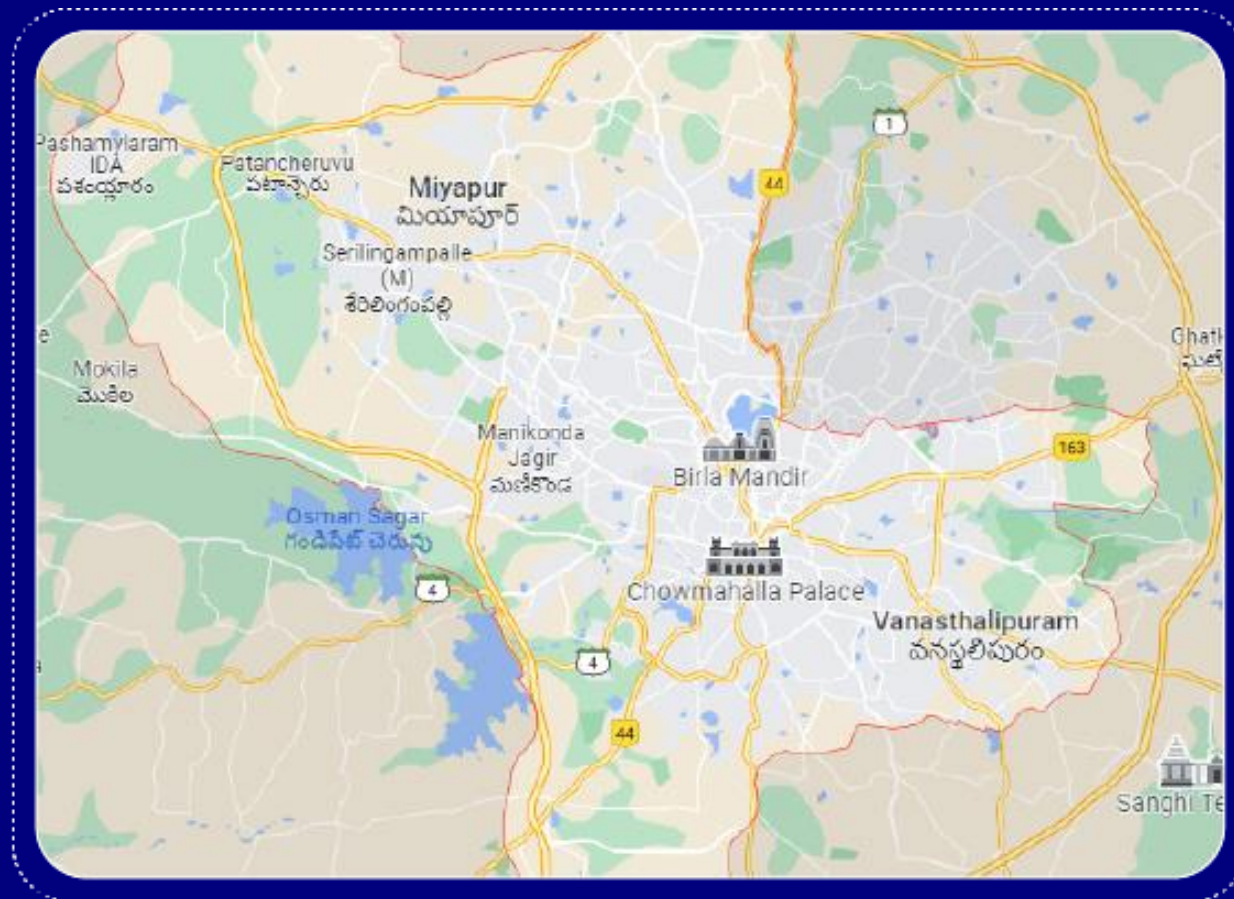 1
Pashamylaram
IDA
పశంయ్లారం
Patancheruvu
పటాన్చెరు
Miyapur
మియాపూర్
44
Serilingampalle
(M)
శేరిలింగంపల్లి
Mokila
మొకిల
Manikonda
Jagir
మణికొండ
Birla Mandir
163
Osman Sagar
గండిపేట్ చెరువు
4
Chowmahalla Palace
Vanasthalipuram
వనస్థలిపురం
4
44
Sanghi